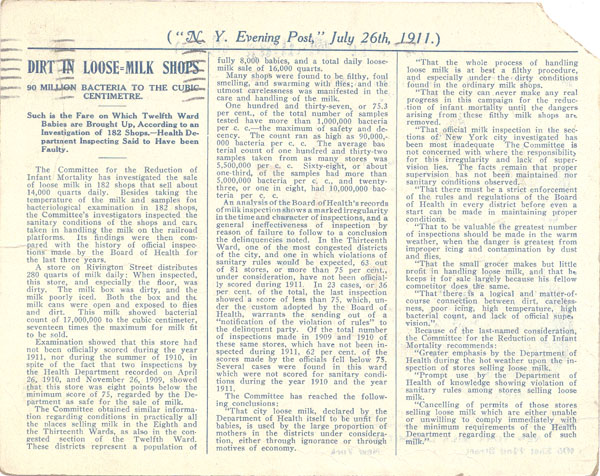 ("N. Y. Evening Post," July 26th, 1911.)
DIRT IN LOOSE=MILK SHOPS
90 MILLION BACTERIA TO THE CUBIC
CENTIMETRE.
Such is the Fare on Which Twelfth Ward
Babies are Brought Up, According to an
Investigation of 182 Shops.—Health De-
partment Inspecting Said to Have been
Faulty.
The Committee for the Reduction of
Infant Mortality has investigated the
sale of loose milk in 182 shops that sell about
14,000 quarts daily. Besides taking the
temperature of the milk and samples for
bacteriological examination in 182 shops,
the Committee's investigators inspected the
sanitary conditions of the shops and cars
taken in handling the milk on the railroad
platforms. Its findings were then com-
pared with the history of official inspec-
tions made by the Board of Health for
the last three years.
A store on Rivington Street distributes
280 quarts of milk daily: When inspected,
this store, and especially the floor, was
dirty. The milk box was dirty, and the
milk poorly iced. Both the box and the
milk cans were open and exposed to flies
and dirt. This milk showed bacterial
count of 17,000,000 to the cubic centimeter,
seventeen times the maximum for milk fit
to be sold.
Examination showed that this store had
not been officially scored during the year
1911, nor during the summer of 1910, in
spite of the fact that two inspections by
the Health Department recorded on April
26, 1910, and November 26, 1909, showed
that this store was eight points below the
minimum score of 75, regarded by the De-
partment as safe for the sale of milk.
The Committee obtained similar infor-
mation regarding conditions in practically all
places selling milk in the Eighth and
the Thirteenth Wards, as also in the con-
gested section of the Twelfth Ward.
These districts represent a population of
fully 8,000 babies, and a total daily loose-
milk sale of 16,000 quarts.
Many shops were found to be filthy, foul
smelling, and swarming with flies; and the
utmost carelessness was manifested in the
care and handling of the milk.
One hundred and thirty-seven, or 75.3
per cent., of the total number of samples
tested have more than 1,000,000 bacteria
per c. c.—the maximum of safety and de-
cency. The count ran as high as 90,000,-
000 bacteria per c. c. The average bac-
terial count of one hundred and thirty-two
samples taken from as many stores was
5,500,000 per c. c. Sixty-eight, or about
one-third, of the samples had more than
5,000,000 bacteria per c. c., and twenty-
three, or one in eight, had 10,000,000 bac-
teria per c. c.
An analysis of the Board of Health's records
of milk inspection shows a marked irregularity
in the time and character of inspections, and a
general ineffectiveness of inspection by
reason of failure to follow to a conclusion
the delinquencies noted. In the Thirteenth
Ward, one of the most congested districts
of the city, and one in which violations of
sanitary rules would be expected, 63 out
of 81 stores, or more than 75 per cent.,
under consideration, have not been offici-
ally scored during 1911. In 23 cases, or 36
per cent. of the total, the last inspection
showed a score of less than 75, which, un-
der the custom adopted by the Board of
Health, warrants the sending out of a
"notification of the violation of rules" to
the delinquent party. Of the total number
of inspections made in 1909 and 1910 of
these same stores, which have not been in-
spected during 1911, 62 per cent. of the
scores made by the officials fell below 75.
Several cases were found in this ward
which were not scored for sanitary condi-
tions during the year 1910 and the year
1911.
The Committee has reached the follow-
ing conclusions:
"That city loose milk, declared by the
Department of Health itself to be unfit for
babies, is used by the large proportion of
mothers in the districts under considera-
tion, either through ignorance or through
motives of economy.
"That the whole process of handling
loose milk is at best a filthy procedure,
and especially under the dirty conditions
found in the ordinary milk shops.
"That the city can never make any real
progress in this campaign for the reduc-
tion of infant mortality until the dangers
arising from these filthy milk shops are
removed.
"That official milk inspection in the sec-
tions of New York city investigated has
been most inadequate The Committee is
not concerned with where the responsibility
for this irregularity and lack of super-
vision lies. The facts remain that proper
supervision has not been maintained nor
sanitary conditions observed.
"That there must be a strict enforcement
of the rules and regulations of the Board
of Health in every district before even a
start can be made in maintaining proper
conditions.
"That to be valuable the greatest number
of inspections should be made in the warm
weather, when the danger is greatest from
improper icing and contamination by dust
and flies.
"That the small grocer makes but little
profit in handling loose milk, and that he
keeps it for sale largely because his fellow
competitor does the same.
"That there is a logical and matter-of-
course connection between dirt, careless-
ness, poor icing, high temperature, high
bacterial count, and lack of official super-
vision.".
Because of the last-named consideration,
the Committee for the Reduction of Infant
Mortality recommends:
"Greater emphasis by the Department of
Health during the hot weather upon the in-
spection of stores selling loose milk.
"Prompt use by the Department of
Health of knowledge showing violation of
sanitary rules among stores selling loose
milk.
"Cancelling of permits of those stores
selling loose milk which are either unable
or unwilling to comply immediately with
the minimum requirements of the Health
Department regarding the sale of such
milk."